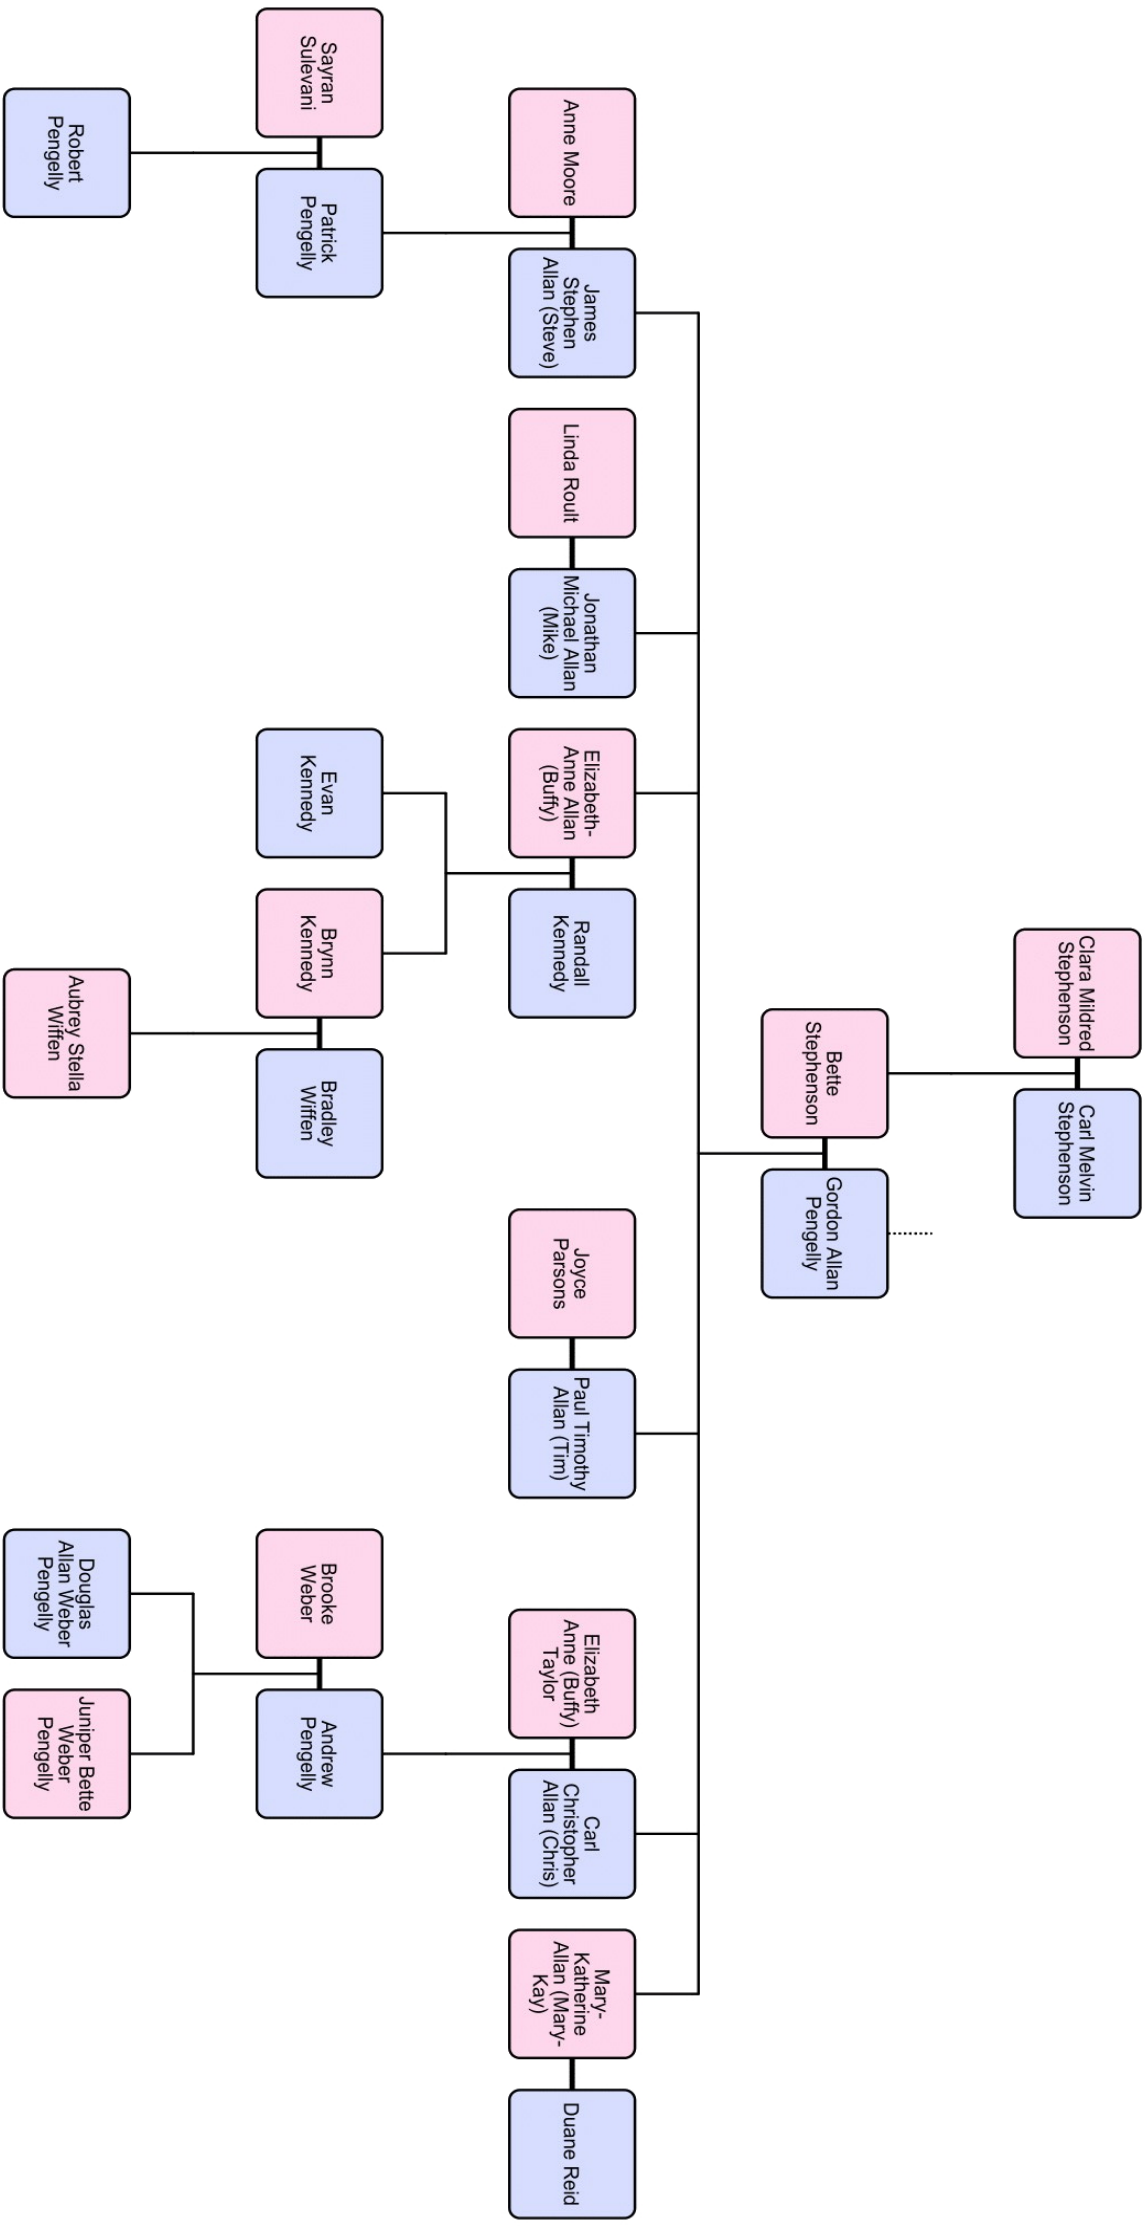 Clara Mildred
Stephenson
Carl Melvin
Stephenson
Bette
Stephenson
Gordon Allan
Pengelly
Anne Moore
James
Stephen
Allan (Steve)
Linda Roult
Jonathan
Michael Allan
(Mike)
Elizabeth-
Anne Allan
(Buffy)
Randall
Kennedy
Joyce
Parsons
Paul Timothy
Allan (Tim)
Elizabeth
Anne (Buffy)
Taylor
Carl
Christopher
Allan (Chris)
Mary-
Katherine
Allan (Mary-
Kay)
Duane Reid
Sayran
Sulevani
Patrick
Pengelly
Evan
Kennedy
Brynn
Kennedy
Bradley
Wiffen
Brooke
Weber
Andrew
Pengelly
Robert
Pengelly
Aubrey Stella
Wiffen
Douglas
Allan Weber
Pengelly
Juniper Bette
Weber
Pengelly